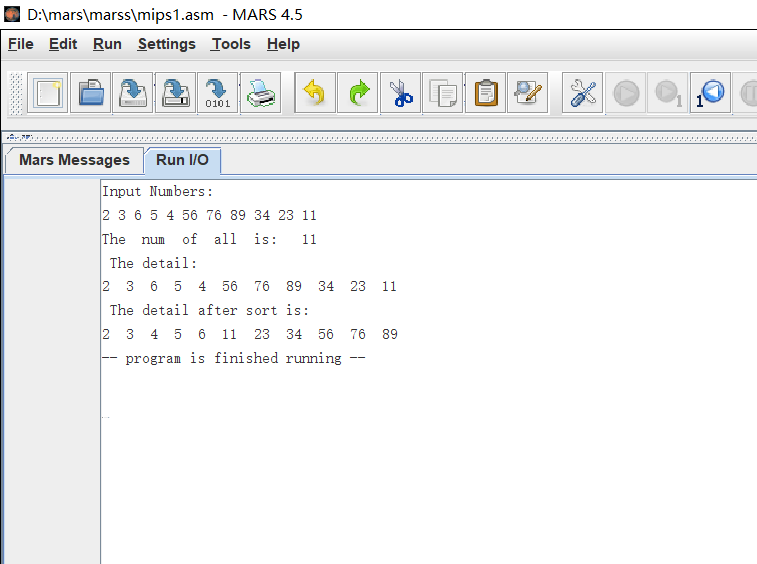 D:\mars\marss\mips1.asm - MARS 4.5
File Edit Run Settings Tools Help
0101 1 1
Mars Messages Run I/O
Input Numbers:
2 3 6 5 4 56 76 89 34 23 11
The num of all is: 11
The detail:
2 3 6 5 4 56 76 89 34 23 11
The detail after sort is:
2 3 4 5 6 11 23 34 56 76 89
-- program is finished running --